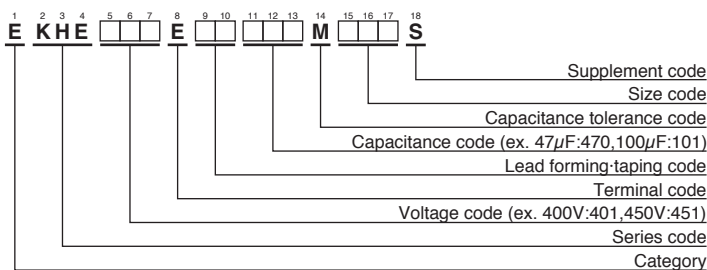 1 2 3 4 5 6 7 8 9 10 11 12 13 14 15 16 17 18
E KHE E M S
Supplement code
Size code
Capacitance tolerance code
Capacitance code (ex. 47µF:470,100µF:101)
Lead forming·taping code
Terminal code
Voltage code (ex. 400V:401,450V:451)
Series code
Category